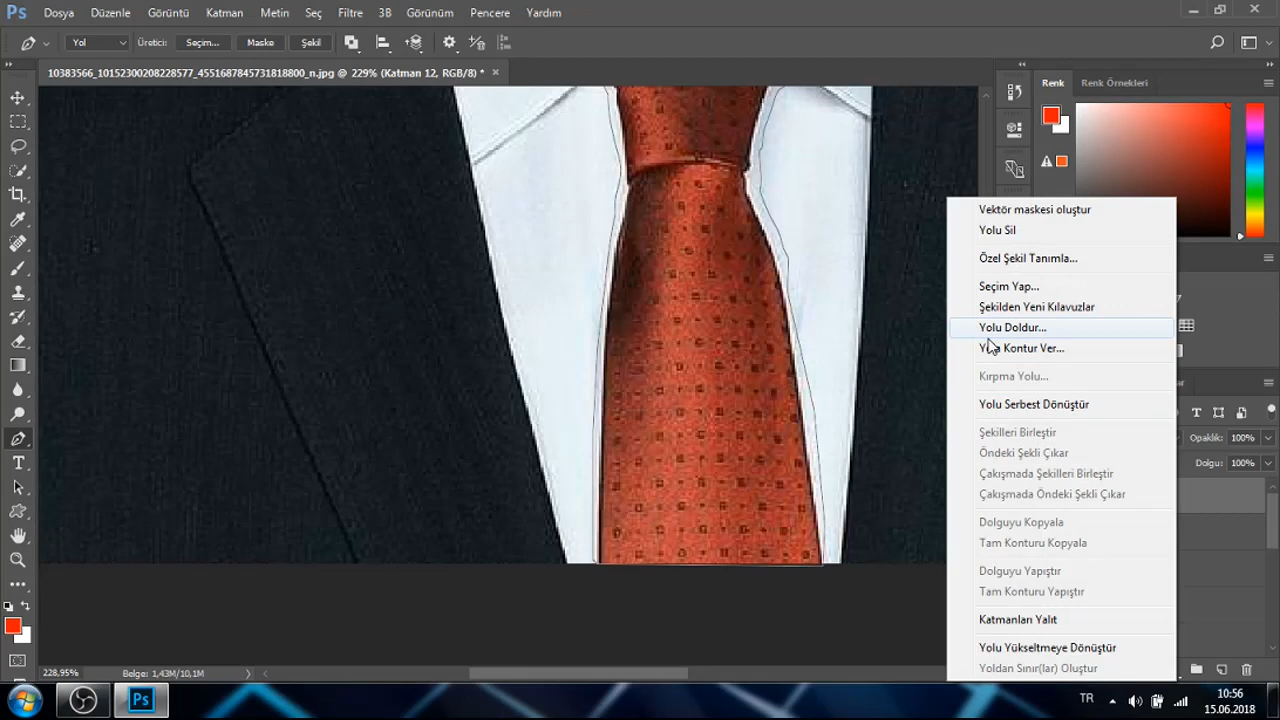 Ps Dosya Düzenle Görüntü Katman Metin Seç Filtre 3B Görünüm Pencere Yardım
Yol Üretici: Seçim... Maske Şekil
10383566_10152300208228577_4551687845731818800_n.jpg @ 229% (Katman 12, RGB/8) *
Renk Renk Örnekleri
Vektör maskesi oluştur
Yolu Sil
Özel Şekil Tanımla...
Seçim Yap...
Şekilden Yeni Kılavuzlar
Yolu Doldur...
Kontur Ver...
Kırpma Yolu...
Yolu Serbest Dönüştür
Şekilleri Birleştir
Öndeki Şekli Çıkar
Çakışmada Şekilleri Birleştir
Çakışmada Öndeki Şekli Çıkar
Dolguyu Kopyala
Tam Konturu Kopyala
Dolguyu Yapıştır
Tam Konturu Yapıştır
Katmanları Yalıt
Yolu Yükseltmeye Dönüştür
Yoldan Sınır(lar) Oluştur
Opaklık: 100%
Dolgu: 100%
228,95% Belge: 1,43M/10,1M
Ps TR 10:56
15.06.2018